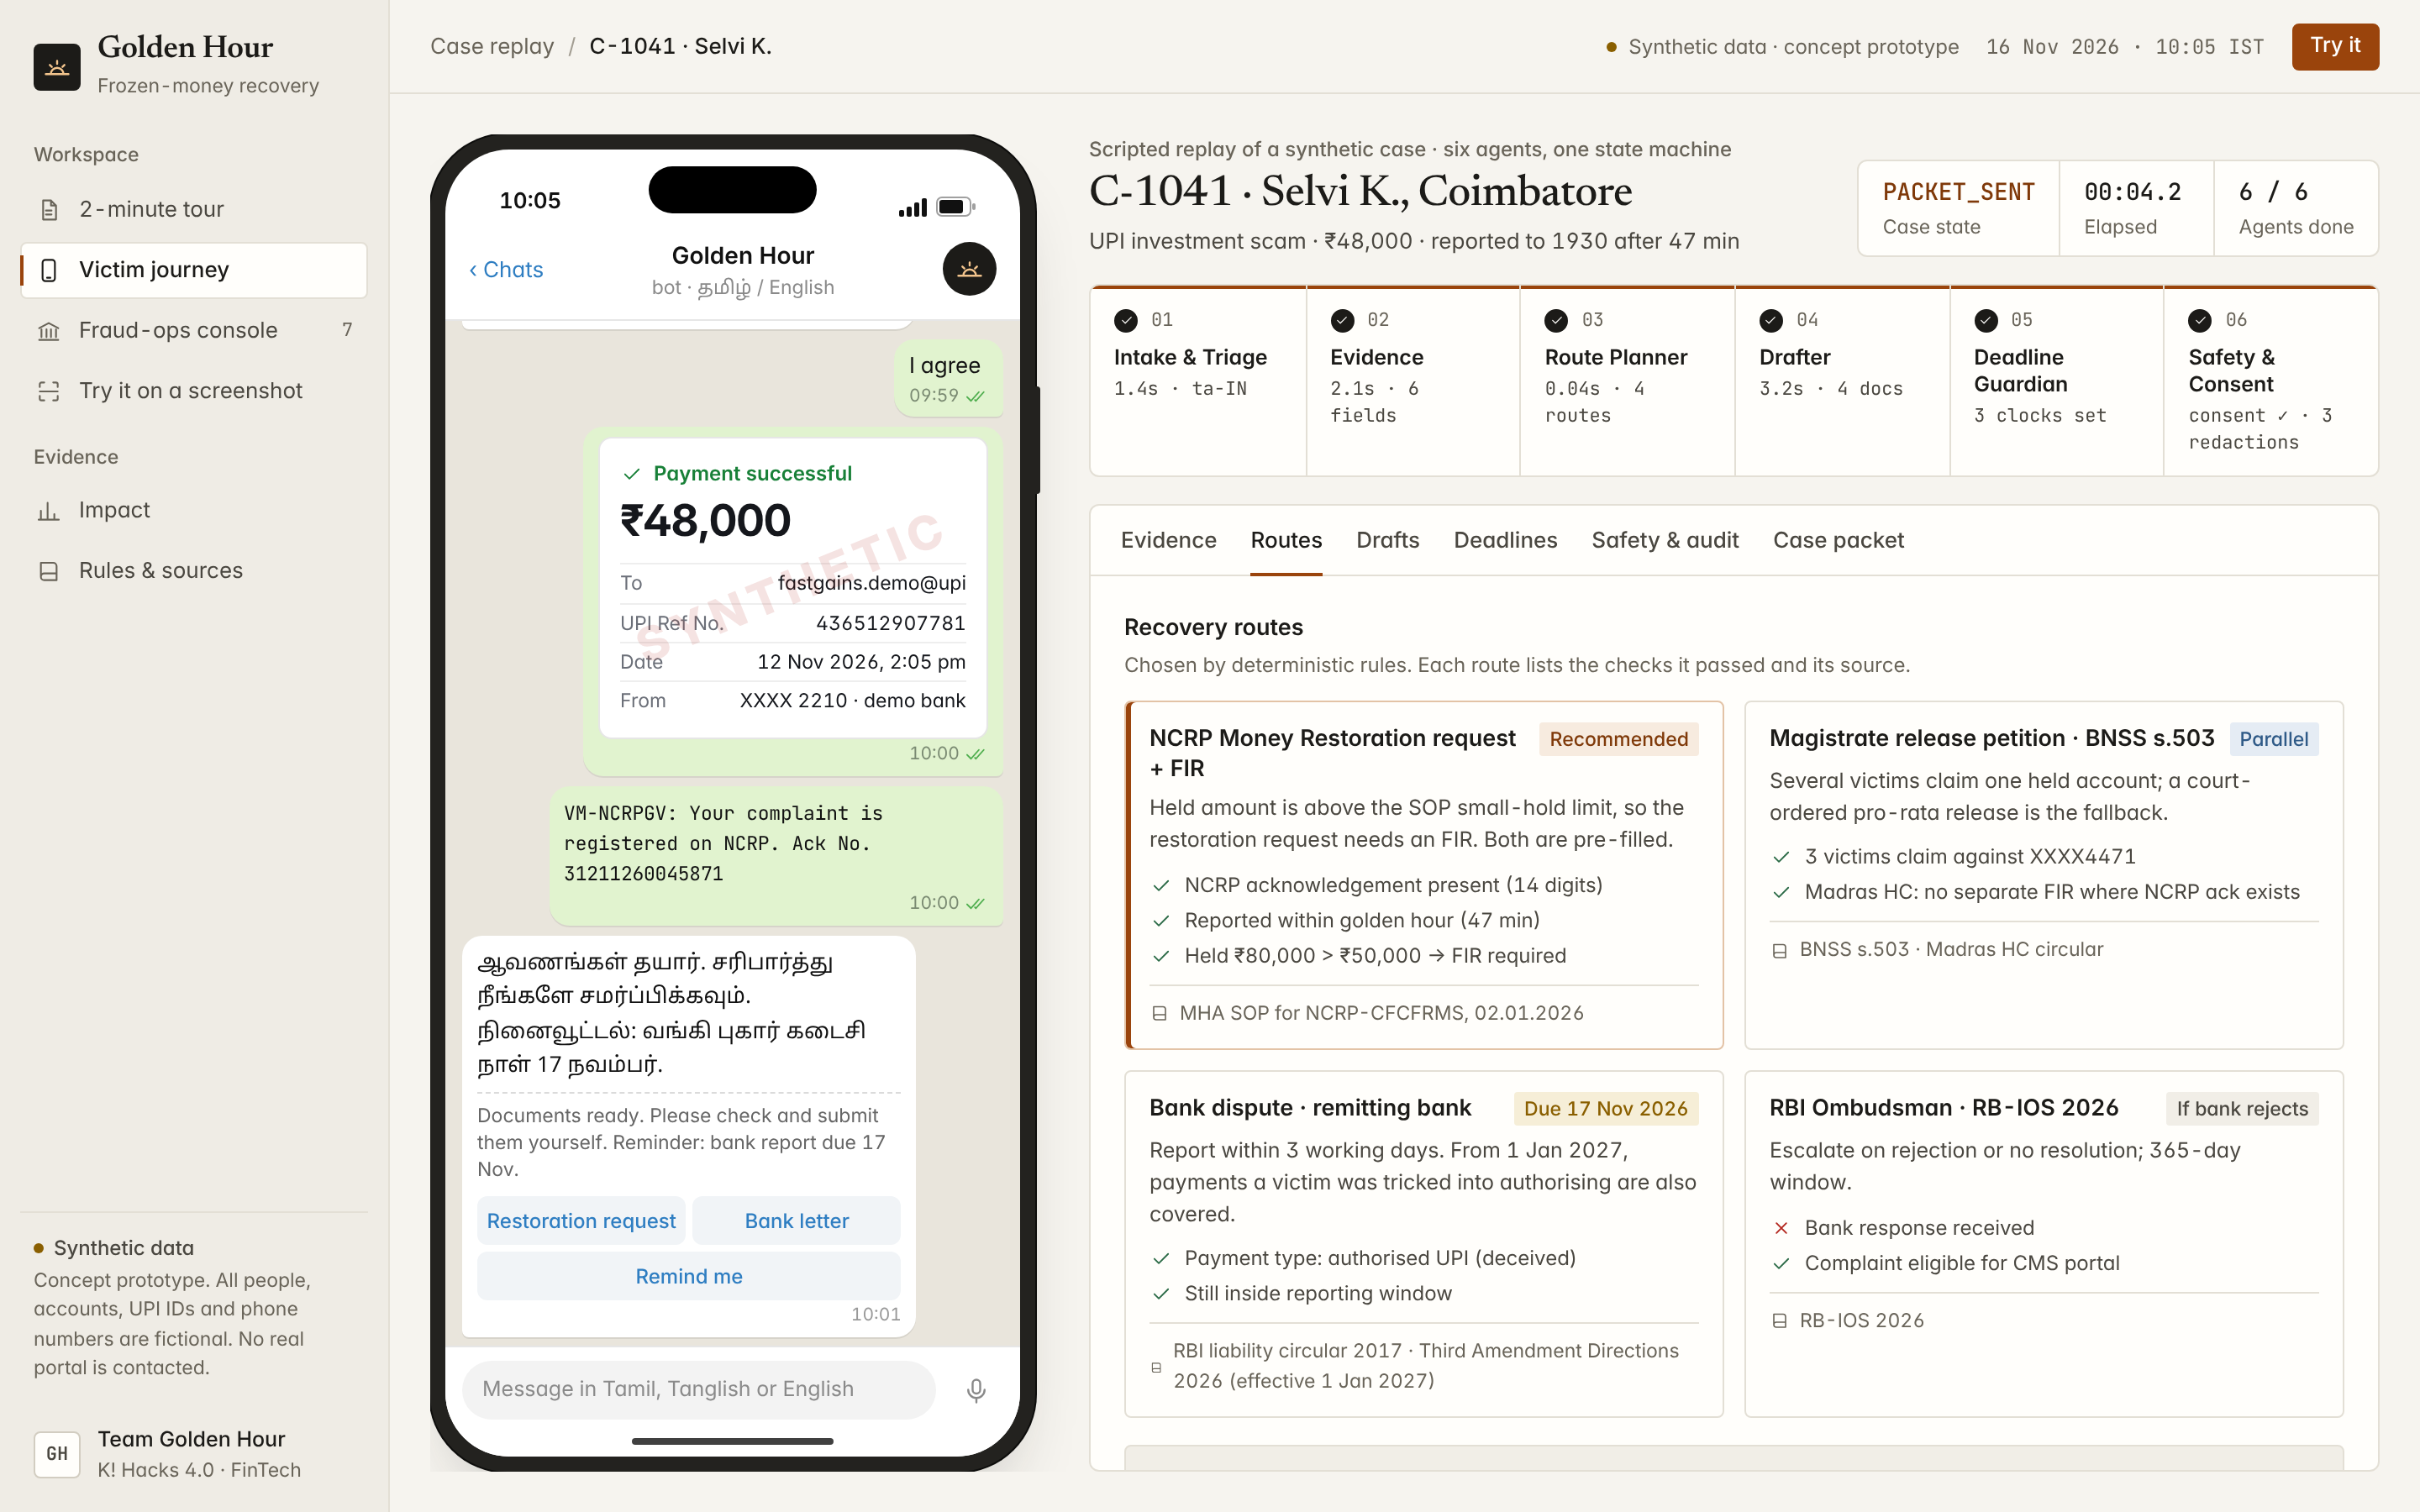 Golden Hour
Frozen-money recovery
Workspace
2-minute tour
Victim journey
Fraud-ops console 7
Try it on a screenshot
Evidence
Impact
Rules & sources
Synthetic data
Concept prototype. All people,
accounts, UPI IDs and phone
numbers are fictional. No real
portal is contacted.
GH
Team Golden Hour
K! Hacks 4.0 · FinTech
Case replay / C-1041 · Selvi K.
Synthetic data · concept prototype
16 Nov 2026 · 10:05 IST
Try it
10:05
‹ Chats
Golden Hour
bot · தமிழ் / English
I agree
09:59
Payment successful
₹48,000
To fastgains.demo@upi
UPI Ref No. 436512907781
Date 12 Nov 2026, 2:05 pm
From XXXX 2210 · demo bank
SYNTHETIC
10:00
VM-NCRPGV: Your complaint is
registered on NCRP. Ack No.
31211260045871
10:00
ஆவணங்கள் தயார். சரிபார்த்து
நீங்களே சமர்ப்பிக்கவும்.
நினைவூட்டல்: வங்கி புகார் கடைசி
நாள் 17 நவம்பர்.
Documents ready. Please check and submit
them yourself. Reminder: bank report due 17
Nov.
Restoration request
Bank letter
Remind me
10:01
Message in Tamil, Tanglish or English
Scripted replay of a synthetic case · six agents, one state machine
C-1041 · Selvi K., Coimbatore
UPI investment scam · ₹48,000 · reported to 1930 after 47 min
PACKET_SENT
Case state
00:04.2
Elapsed
6 / 6
Agents done
01
Intake & Triage
1.4s · ta-IN
02
Evidence
2.1s · 6
fields
03
Route Planner
0.04s · 4
routes
04
Drafter
3.2s · 4 docs
05
Deadline
Guardian
3 clocks set
06
Safety &
Consent
consent ✓ · 3
redactions
Evidence Routes Drafts Deadlines Safety & audit Case packet
Recovery routes
Chosen by deterministic rules. Each route lists the checks it passed and its source.
NCRP Money Restoration request
+ FIR
Recommended
Held amount is above the SOP small-hold limit, so the
restoration request needs an FIR. Both are pre-filled.
NCRP acknowledgement present (14 digits)
Reported within golden hour (47 min)
Held ₹80,000 > ₹50,000 → FIR required
MHA SOP for NCRP-CFCFRMS, 02.01.2026
Magistrate release petition · BNSS s.503
Parallel
Several victims claim one held account; a court-
ordered pro-rata release is the fallback.
3 victims claim against XXXX4471
Madras HC: no separate FIR where NCRP ack exists
BNSS s.503 · Madras HC circular
Bank dispute · remitting bank
Due 17 Nov 2026
Report within 3 working days. From 1 Jan 2027,
payments a victim was tricked into authorising are also
covered.
Payment type: authorised UPI (deceived)
Still inside reporting window
RBI liability circular 2017 · Third Amendment Directions
2026 (effective 1 Jan 2027)
RBI Ombudsman · RB-IOS 2026
If bank rejects
Escalate on rejection or no resolution; 365-day
window.
Bank response received
Complaint eligible for CMS portal
RB-IOS 2026